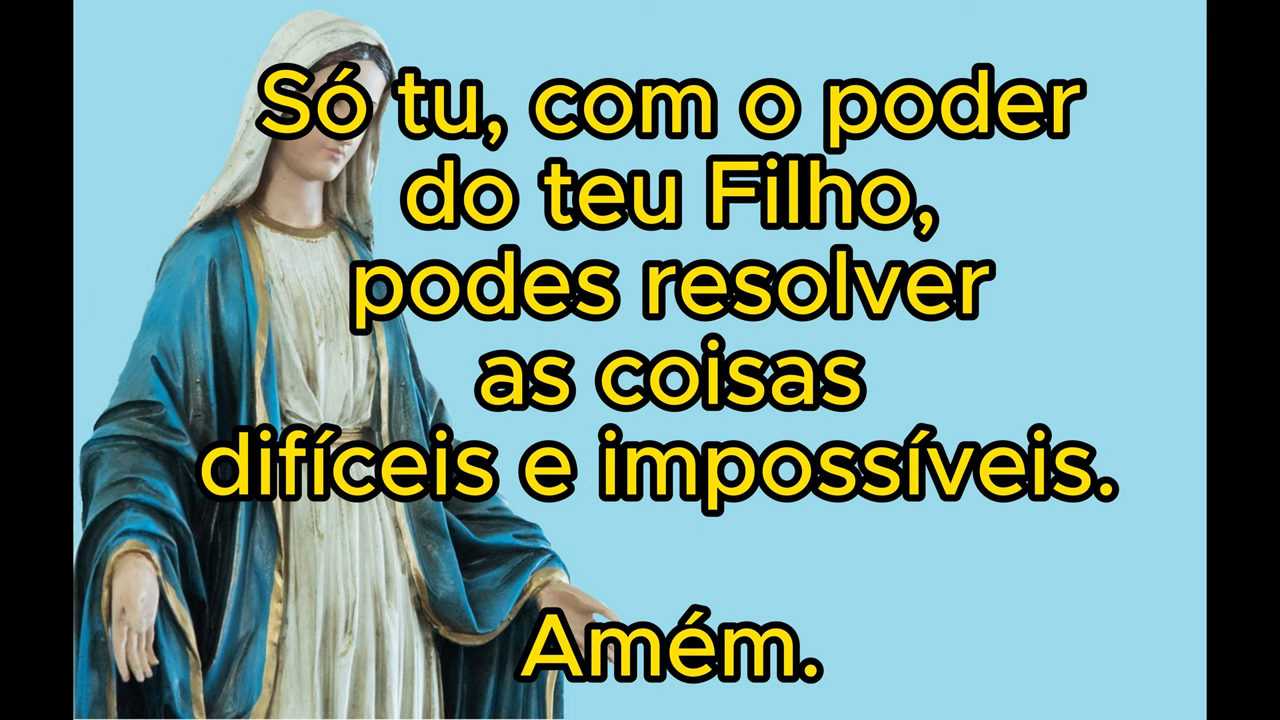 Só tu, com o poder
do teu Filho,
podes resolver
as coisas
difíceis e impossíveis.
Amém.